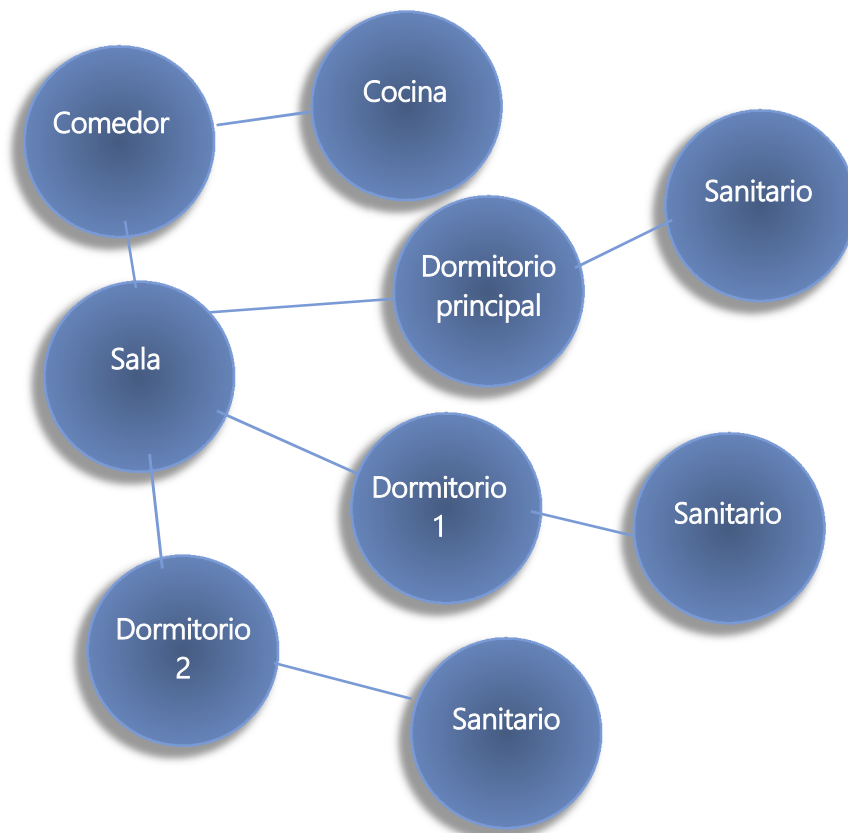 Comedor
Cocina
Sanitario
Dormitorio
principal
Sala
Dormitorio
1
Sanitario
Dormitorio
2
Sanitario